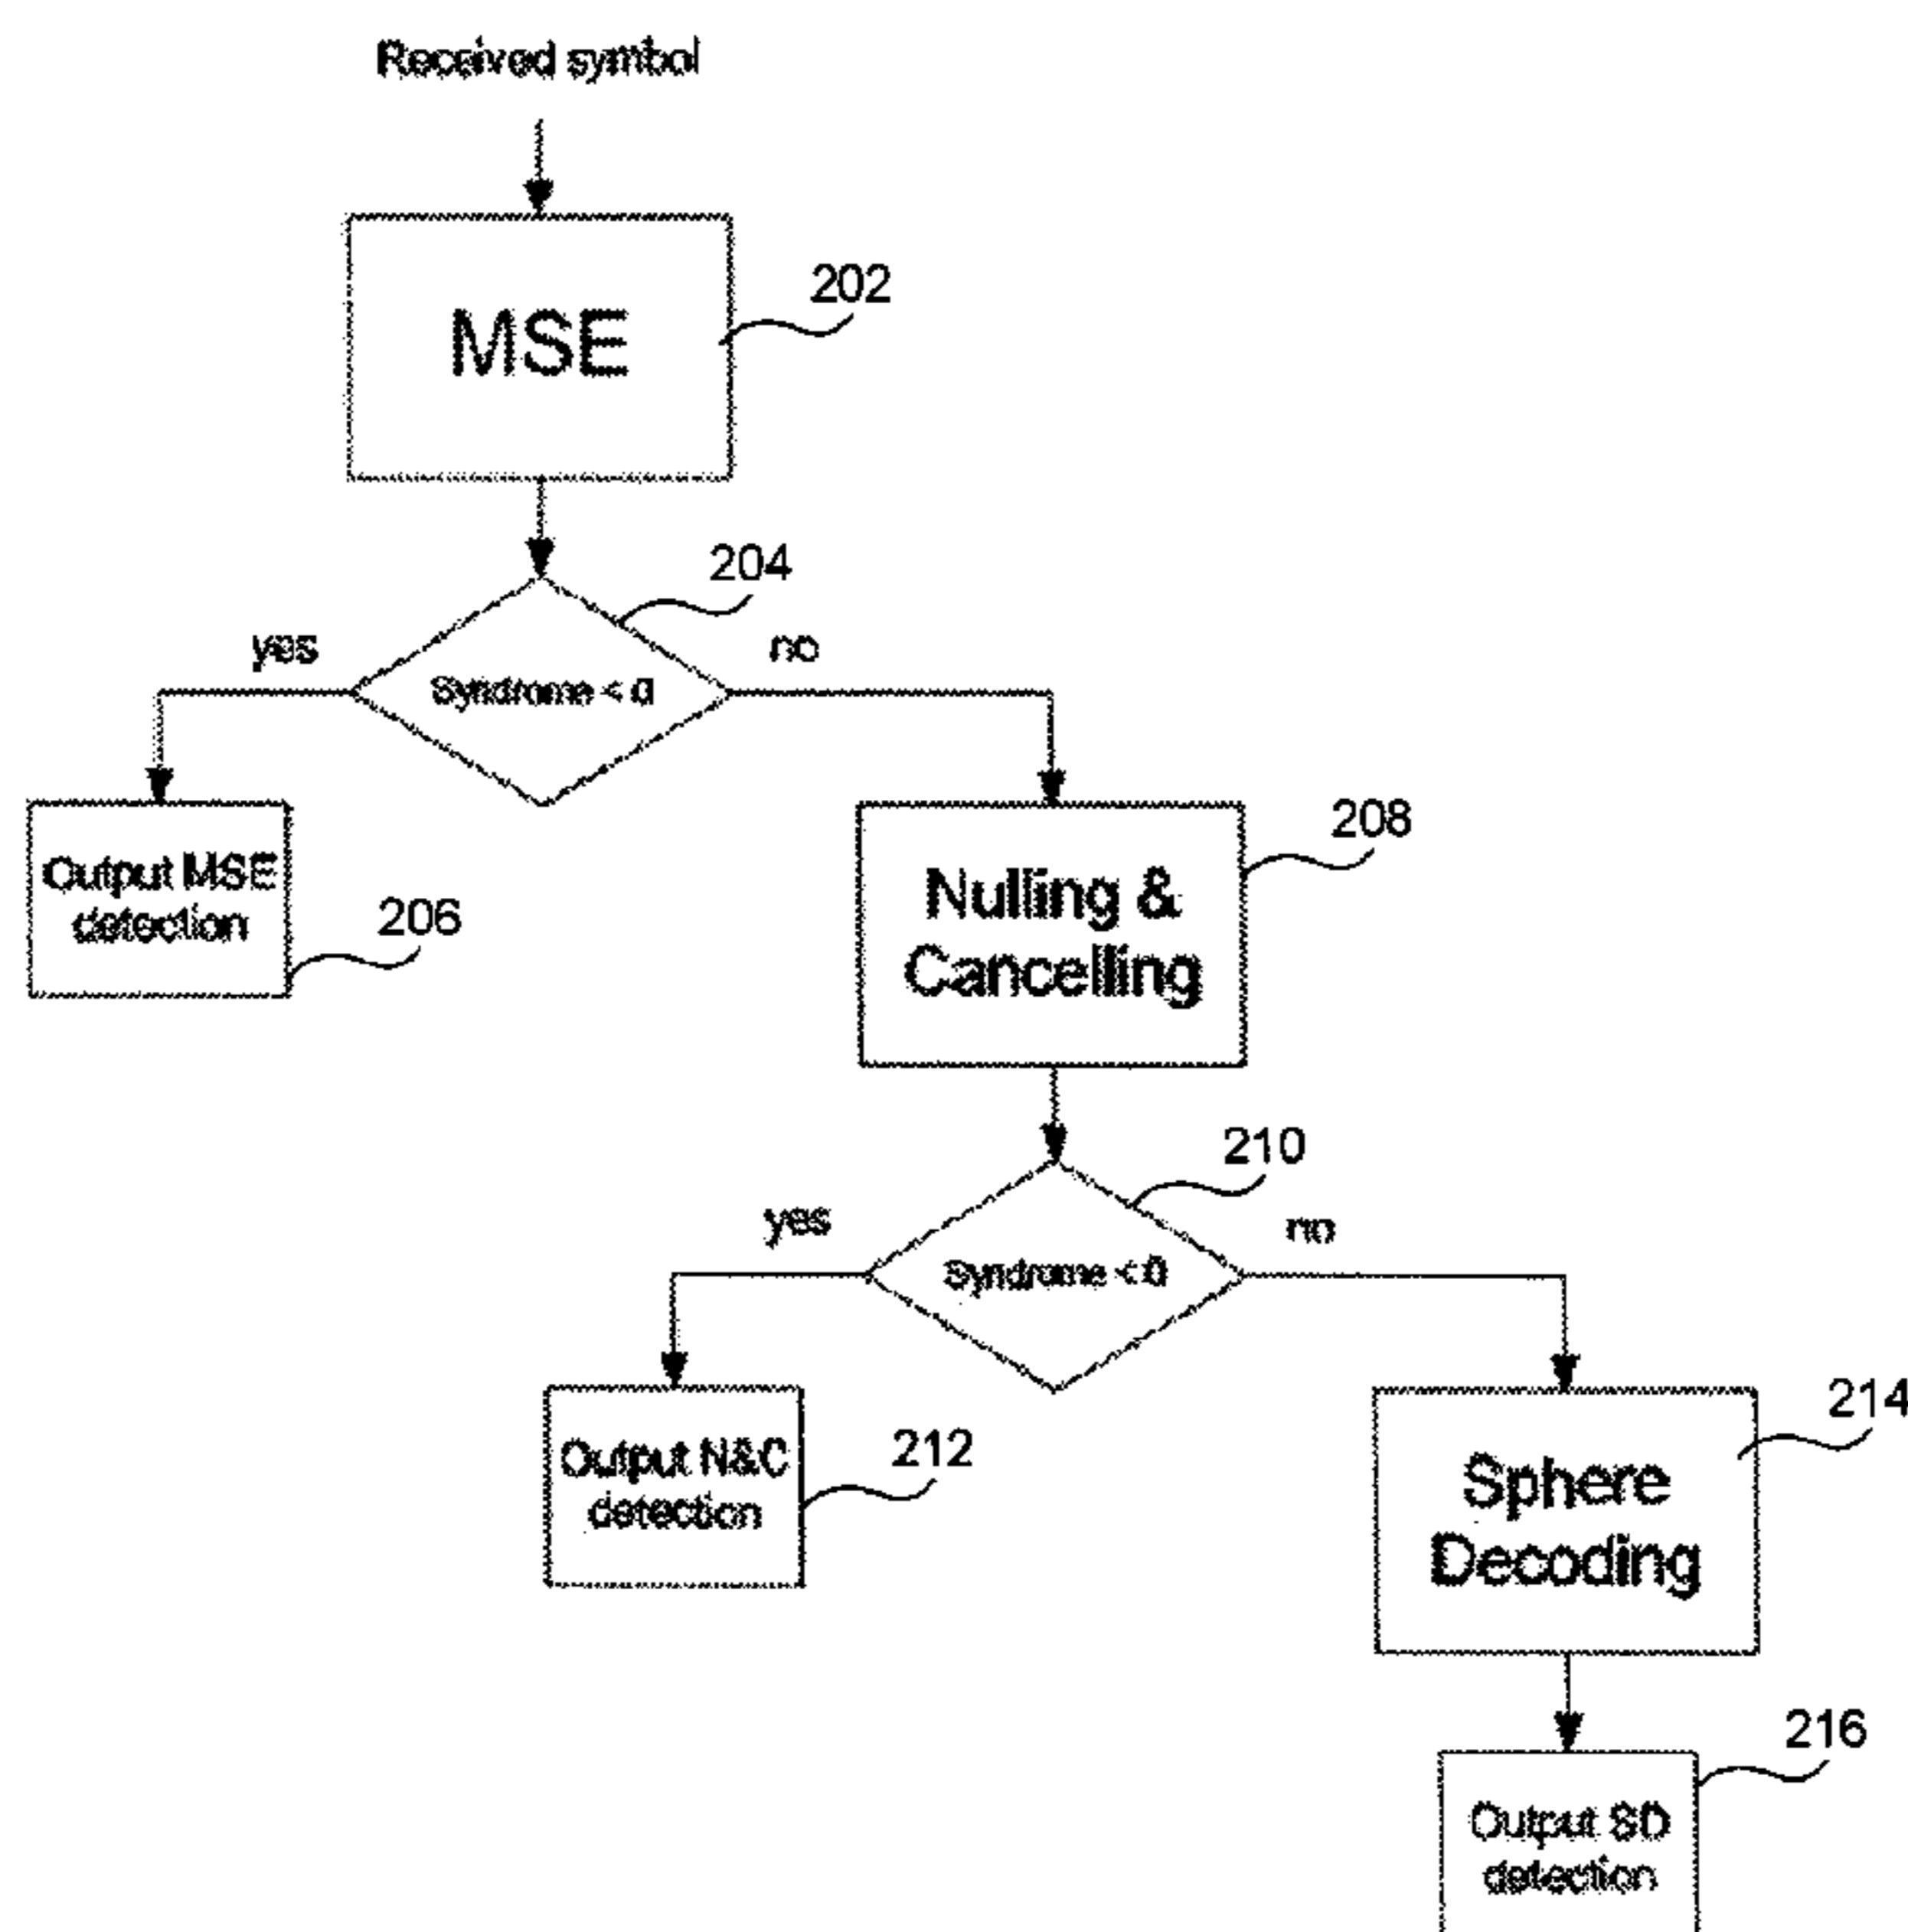 Received symbol
MSE
202
204
yes
no
Syndrome < 0
Output MSE
detection
206
Nulling &
Cancelling
208
210
yes
no
Syndrome < 0
Output N&C
detection
212
Sphere
Decoding
214
216
Output SD
detection